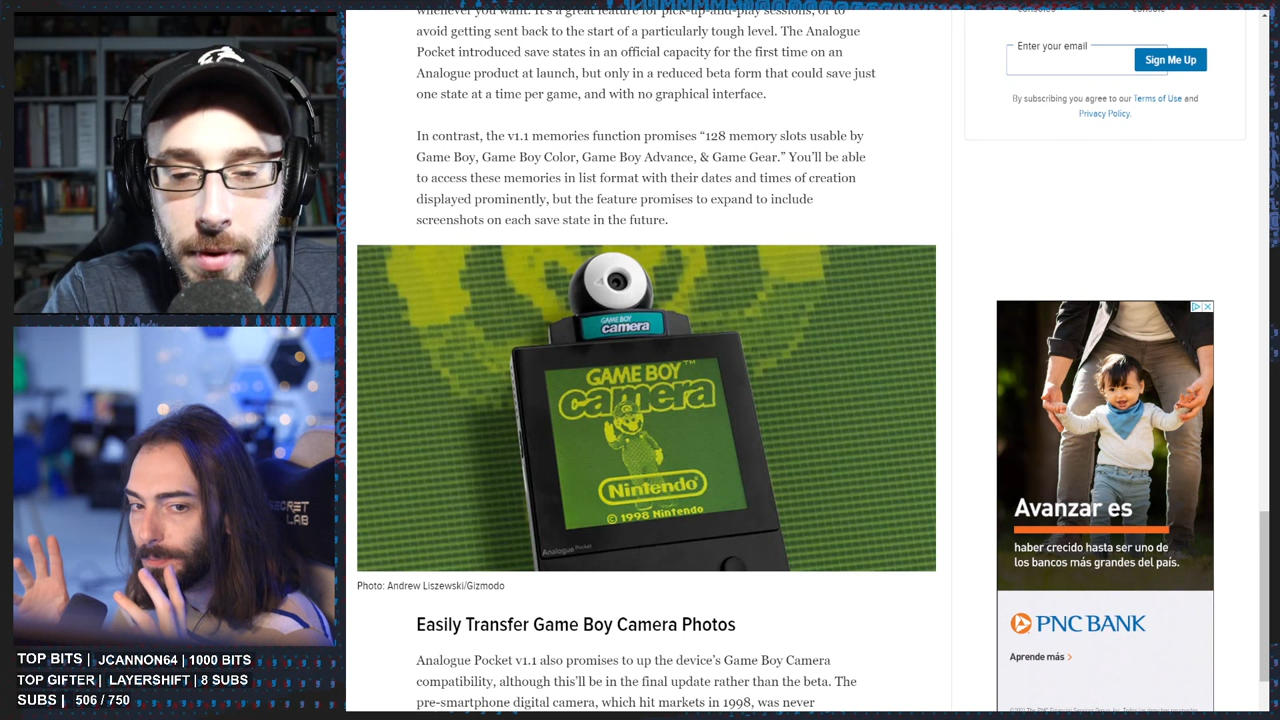 whenever you want. It's a great feature for pick-up-and-play sessions, or to
avoid getting sent back to the start of a particularly tough level. The Analogue
Pocket introduced save states in an official capacity for the first time on an
Analogue product at launch, but only in a reduced beta form that could save just
one state at a time per game, and with no graphical interface.
In contrast, the v1.1 memories function promises “128 memory slots usable by
Game Boy, Game Boy Color, Game Boy Advance, & Game Gear.” You'll be able
to access these memories in list format with their dates and times of creation
displayed prominently, but the feature promises to expand to include
screenshots on each save state in the future.
GAME BOY
camera
GAME BOY™
camera
Nintendo
© 1998 Nintendo
Analogue Pocket
Photo: Andrew Liszewski/Gizmodo
Easily Transfer Game Boy Camera Photos
Analogue Pocket v1.1 also promises to up the device's Game Boy Camera
compatibility, although this'll be in the final update rather than the beta. The
pre-smartphone digital camera, which hit markets in 1998, was never
Enter your email
Sign Me Up
By subscribing you agree to our Terms of Use and
Privacy Policy.
Avanzar es
haber crecido hasta ser uno de
los bancos más grandes del país.
PNC BANK
Aprende más >
SECRET
LAB
TOP BITS | JCANNON64 | 1000 BITS
TOP GIFTER | LAYERSHIFT | 8 SUBS
SUBS | 506 / 750